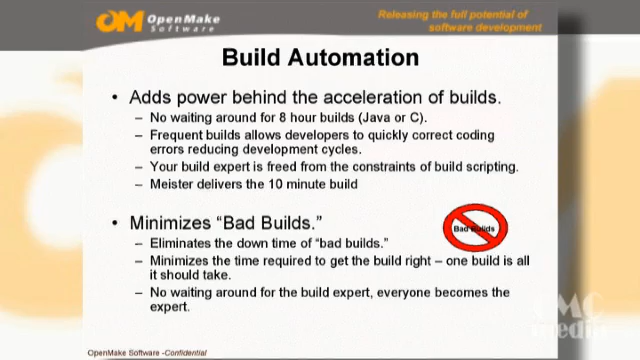 OM OpenMake
Software
Releasing the full potential of
software development
Build Automation
• Adds power behind the acceleration of builds.
– No waiting around for 8 hour builds (Java or C).
– Frequent builds allows developers to quickly correct coding
errors reducing development cycles.
– Your build expert is freed from the constraints of build scripting.
– Meister delivers the 10 minute build
• Minimizes “Bad Builds.”
Bad Builds
– Eliminates the down time of “bad builds.”
– Minimizes the time required to get the build right – one build is all
it should take.
– No waiting around for the build expert, everyone becomes the
expert.
media
OpenMake Software -Confidential